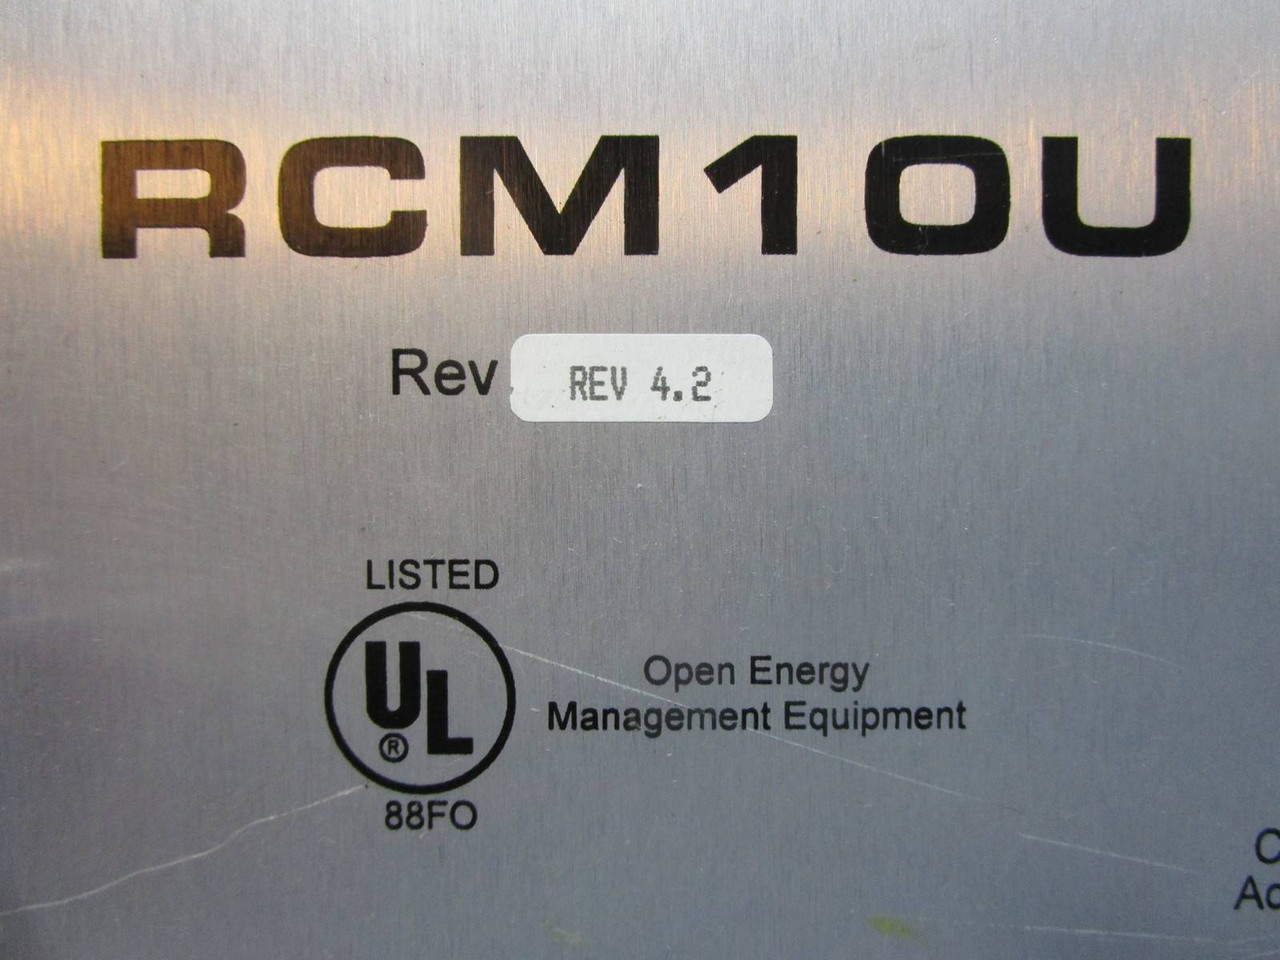 RCM10U
Rev REV 4.2
LISTED
UL
®
Open Energy
Management Equipment
88FO